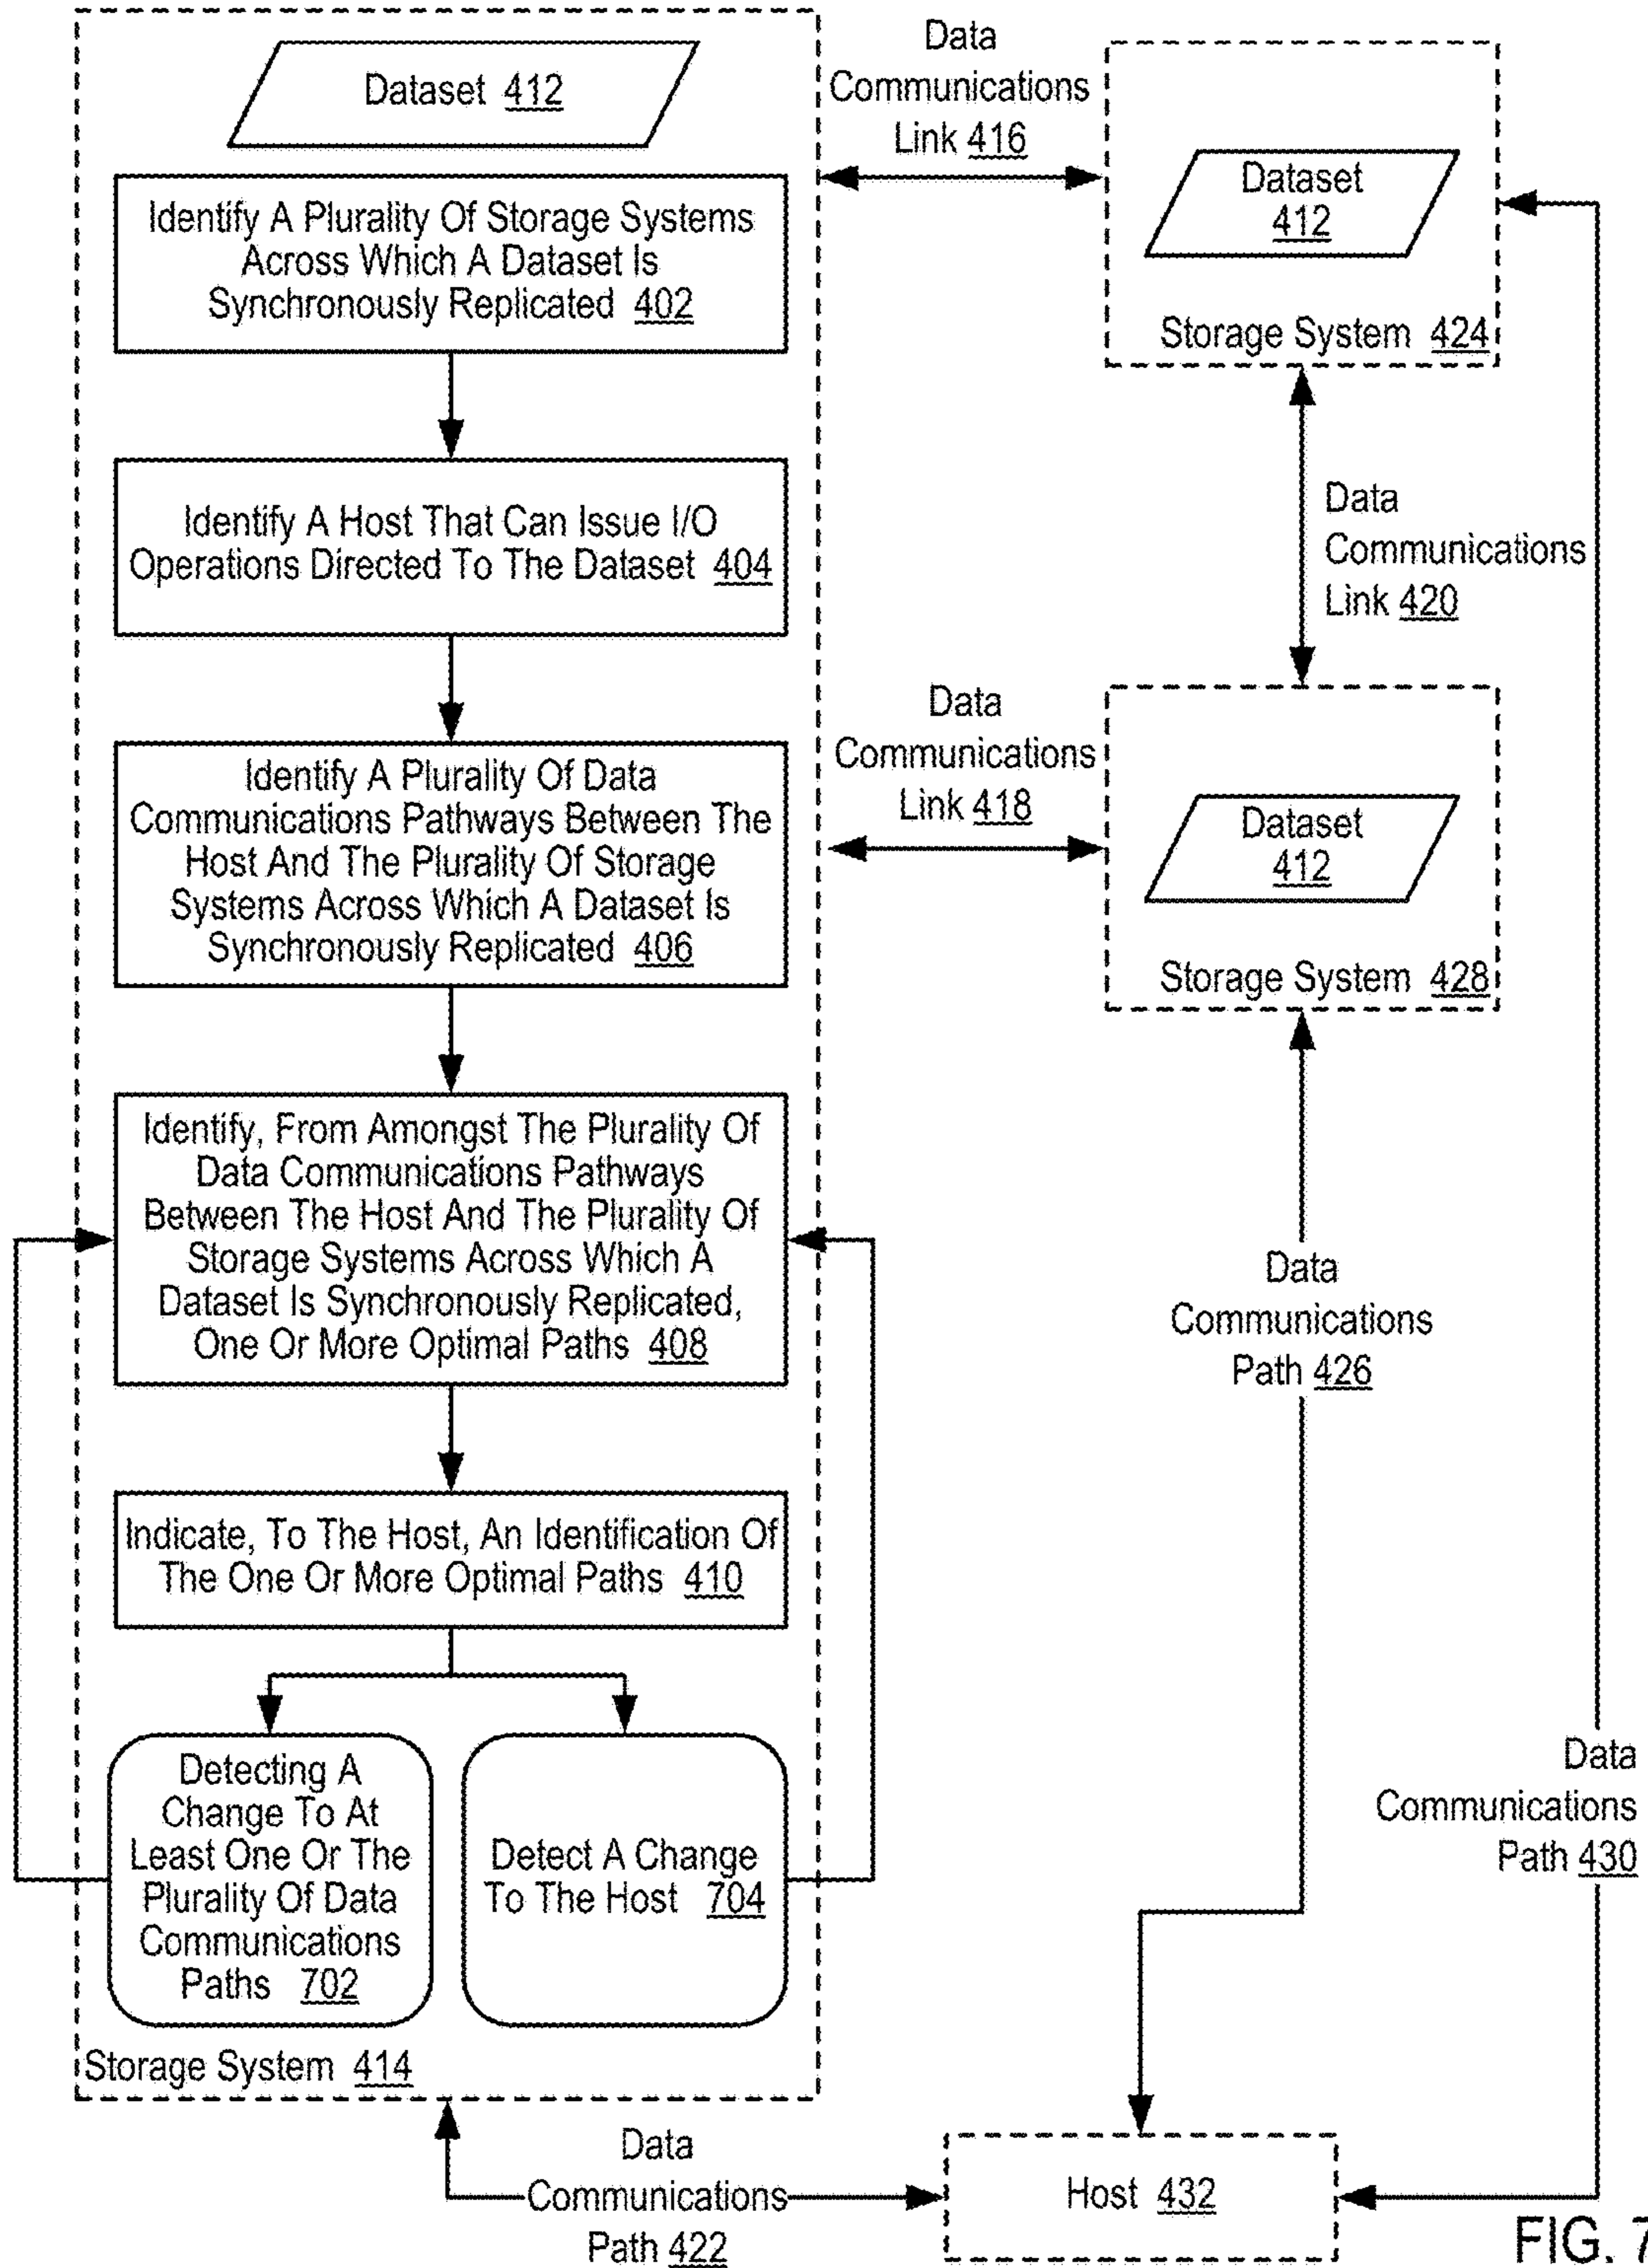 Dataset 412
Identify A Plurality Of Storage Systems
Across Which A Dataset Is
Synchronously Replicated 402
Identify A Host That Can Issue I/O
Operations Directed To The Dataset 404
Identify A Plurality Of Data
Communications Pathways Between The
Host And The Plurality Of Storage
Systems Across Which A Dataset Is
Synchronously Replicated 406
Identify, From Amongst The Plurality Of
Data Communications Pathways
Between The Host And The Plurality Of
Storage Systems Across Which A
Dataset Is Synchronously Replicated,
One Or More Optimal Paths 408
Indicate, To The Host, An Identification Of
The One Or More Optimal Paths 410
Detecting A
Change To At
Least One Or The
Plurality Of Data
Communications
Paths 702
Detect A Change
To The Host 704
Storage System 414
Data
Communications
Link 416
Dataset
412
Storage System 424
Data
Communications
Link 420
Data
Communications
Link 418
Dataset
412
Storage System 428
Data
Communications
Path 426
Data
Communications
Path 430
Data
Communications
Path 422
Host 432
FIG. 7